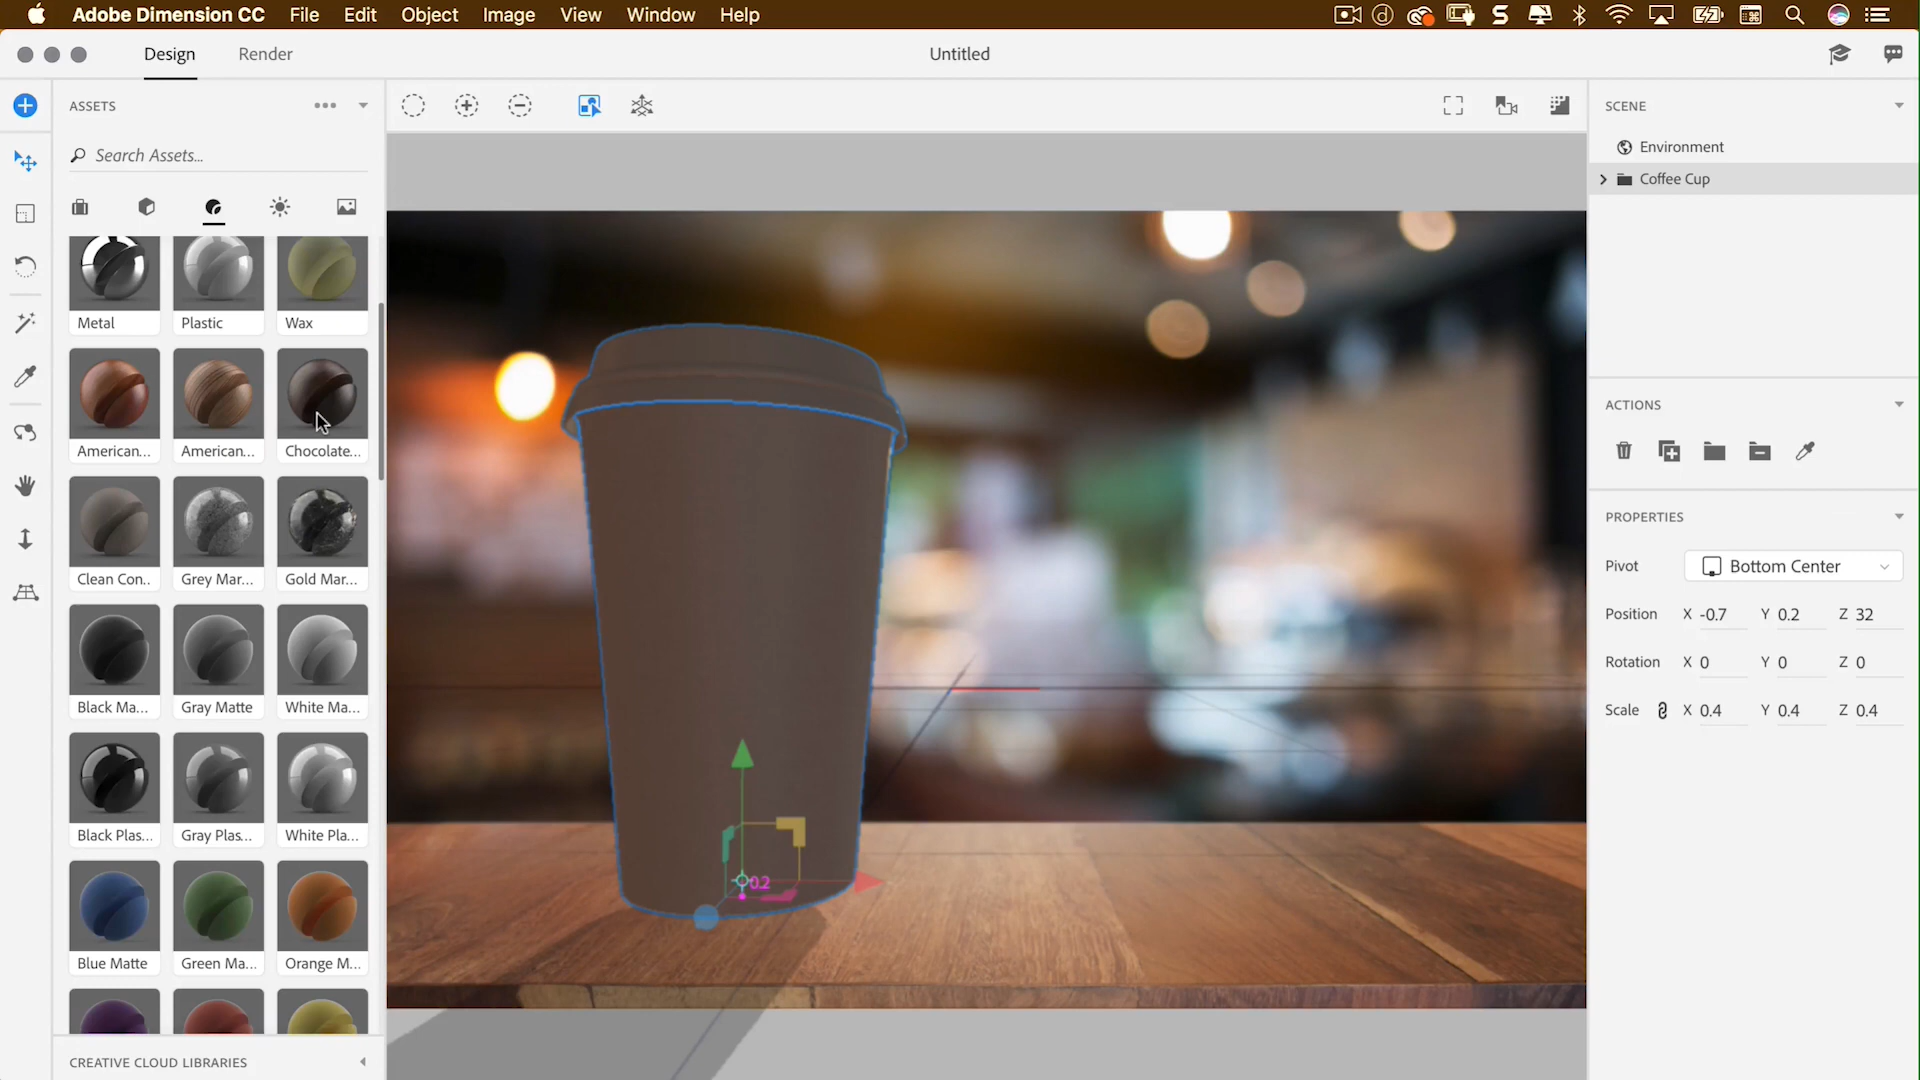 Adobe Dimension CC File Edit Object Image View Window Help
Design Render Untitled
ASSETS
Search Assets...
Metal Plastic Wax
American... American... Chocolate...
Clean Con.. Grey Mar... Gold Mar...
Black Ma... Gray Matte White Ma...
Black Plas... Gray Plas... White Pla...
Blue Matte Green Ma... Orange M...
CREATIVE CLOUD LIBRARIES
0.2
SCENE
Environment
Coffee Cup
ACTIONS
PROPERTIES
Pivot Bottom Center
Position X -0.7 Y 0.2 Z 32
Rotation X 0 Y 0 Z 0
Scale X 0.4 Y 0.4 Z 0.4